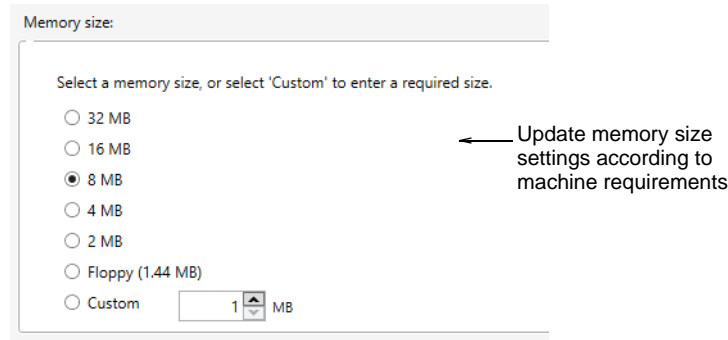 Memory size:
Select a memory size, or select 'Custom' to enter a required size.
32 MB
16 MB
8 MB
4 MB
2 MB
Floppy (1.44 MB)
Custom 1 MB
Update memory size
settings according to
machine requirements